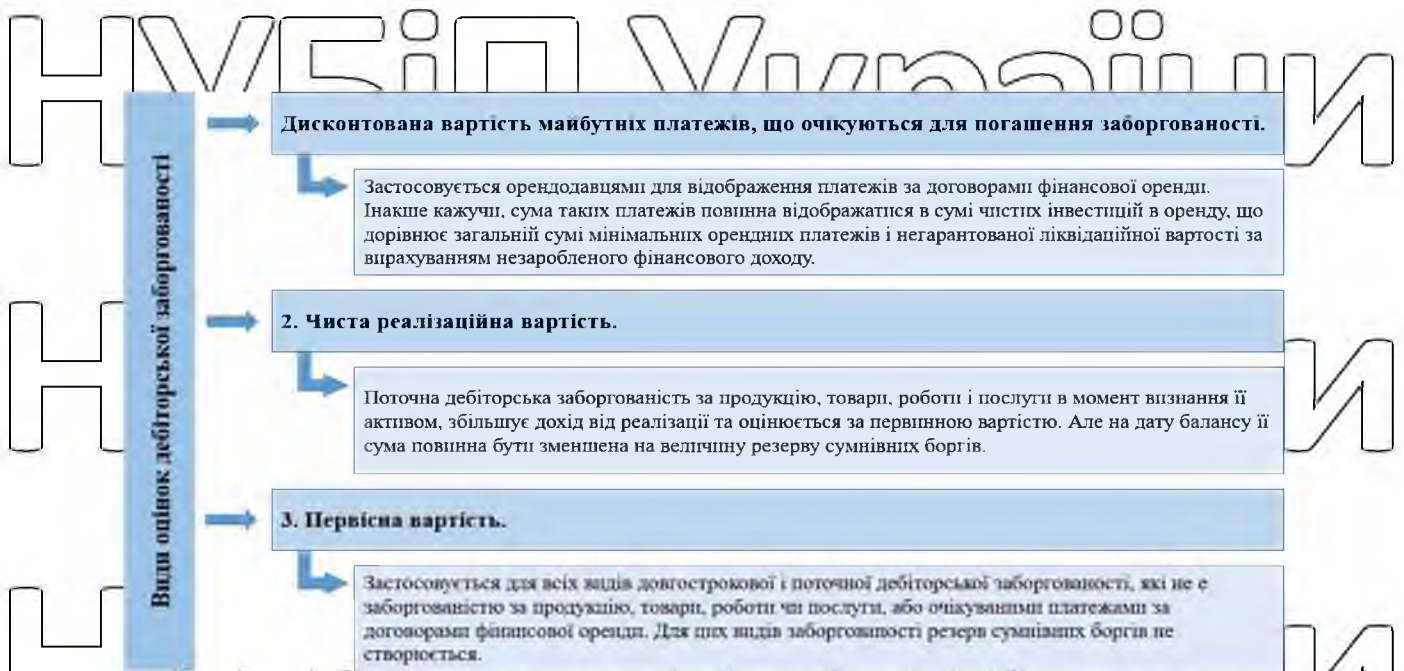 НУБіП України
Види оцінок дебіторської заборгованості
Дисконтована вартість майбутніх платежів, що очікуються для погашення заборгованості.
Застосовується орендодавцями для відображення платежів за договорами фінансової оренди.
Інакше кажучи, сума таких платежів повинна відображатися в сумі чистих інвестицій в оренду, що
дорівнює загальній сумі мінімальних орендних платежів і негарантованої ліквідаційної вартості за
вирахуванням незаробленого фінансового доходу.
2. Чиста реалізаційна вартість.
Поточна дебіторська заборгованість за продукцію, товари, роботи і послуги в момент визнання її
активом, збільшує дохід від реалізації та оцінюється за первинною вартістю. Але на дату балансу її
сума повинна бути зменшена на величину резерву сумнівних боргів.
3. Первісна вартість.
Застосовується для всіх видів довгострокової і поточної дебіторської заборгованості, які не є
заборгованістю за продукцію, товари, роботи чи послуги, або очікуваними платежами за
договорами фінансової оренди. Для цих видів заборгованості резерв сумнівних боргів не
створюється.